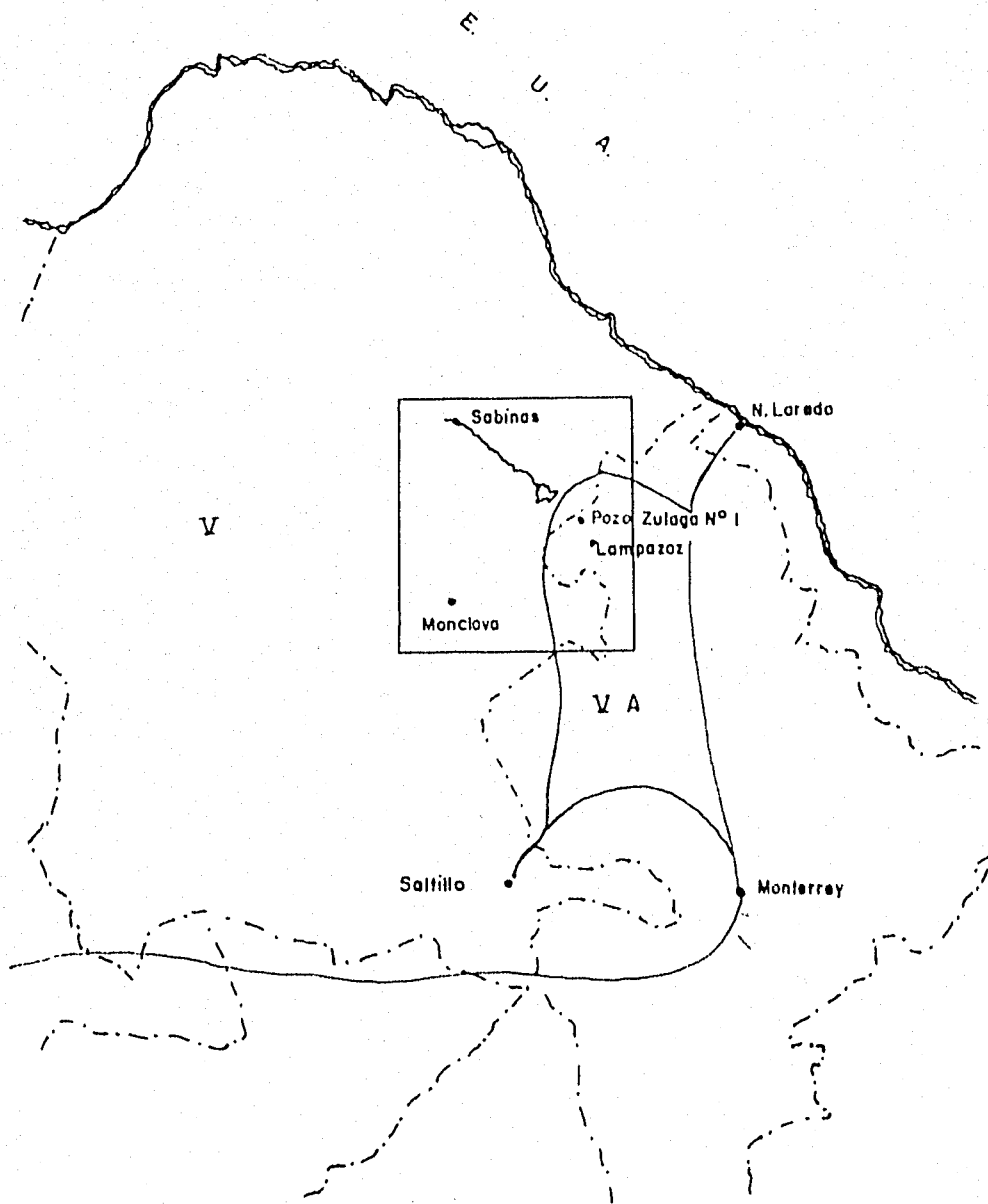 E. U. A.
Sabinas
N. Laredo
V
Pozo Zulaga Nº 1
Lampazoz
Monclova
V A
Saltillo
Monterrey